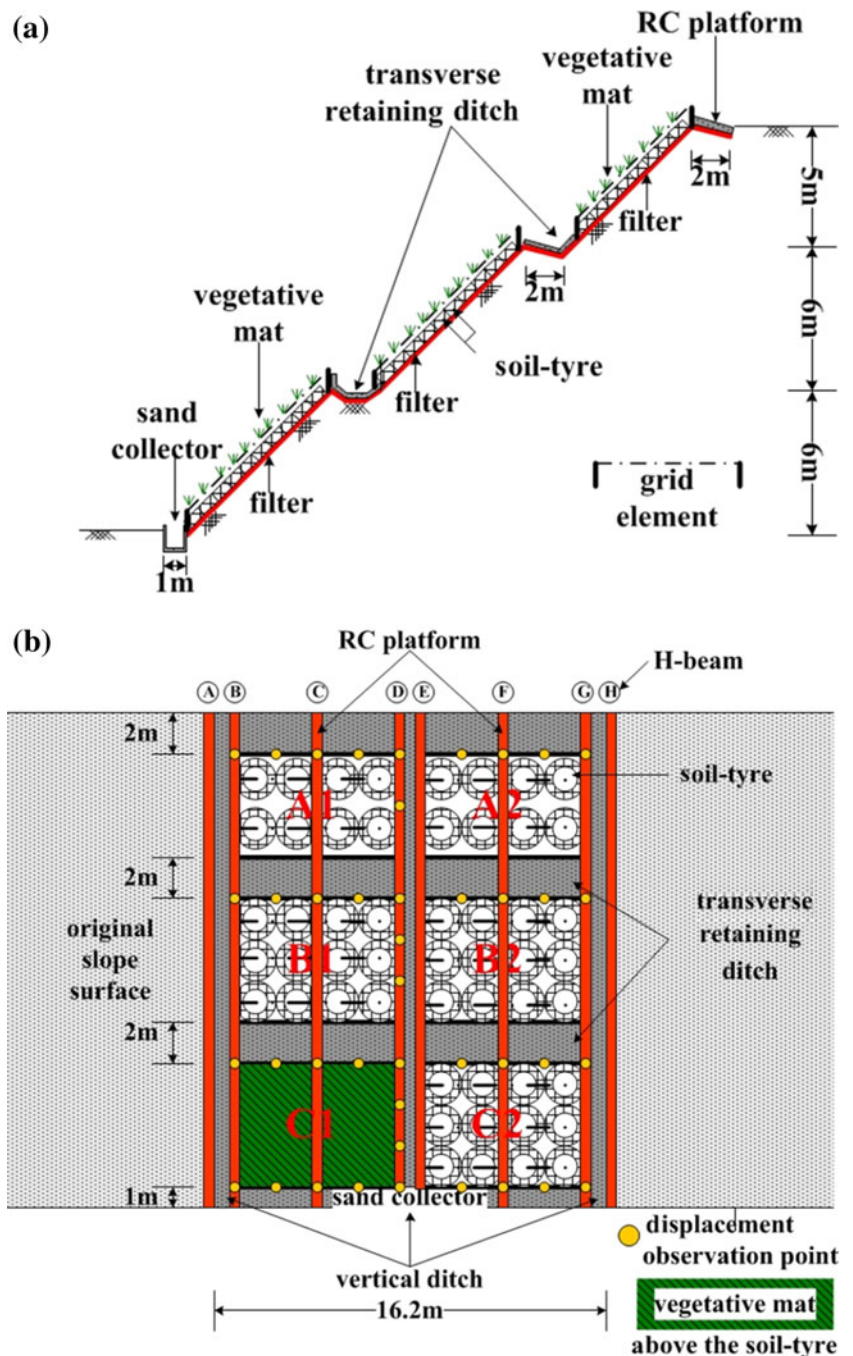 (a)
RC platform
vegetative
mat
transverse
retaining ditch
2m
5m
filter
2m
vegetative
mat
6m
soil-tyre
filter
sand
collector
filter
grid
element
6m
1m
(b)
RC platform
H-beam
A B C D E F G H
2m
soil-tyre
A1 A2
2m
transverse
retaining
ditch
original
slope
surface
B1 B2
2m
C1 C2
1m
sand collector
displacement
observation point
vertical ditch
16.2m
vegetative mat
above the soil-tyre